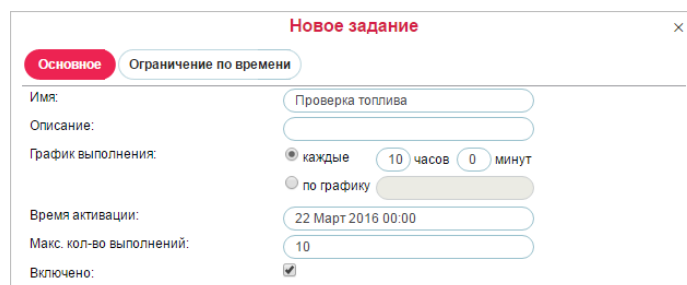 Новое задание
Основное Ограничение по времени
Имя: Проверка топлива
Описание:
График выполнения: каждые 10 часов 0 минут
по графику
Время активации: 22 Март 2016 00:00
Макс. кол-во выполнений: 10
Включено: